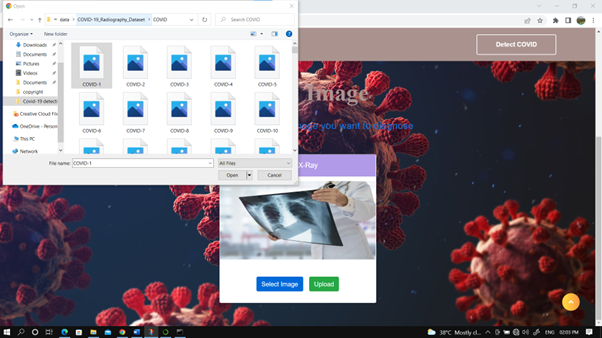 Open
data > COVID-19_Radiography_Dataset > COVID
Search COVID
Organize
New folder
Downloads
Documents
Pictures
Videos
Documents
copyright
Covid-19 detecti
Creative Cloud File
OneDrive - Person
This PC
Network
COVID-1
COVID-2
COVID-3
COVID-4
COVID-5
COVID-6
COVID-7
COVID-8
COVID-9
COVID-10
File name:
COVID-1
All Files
Open
Cancel
Detect COVID
Image
you want to diagnose
X-Ray
Select Image
Upload
38°C Mostly cl...
ENG
02:03 PM